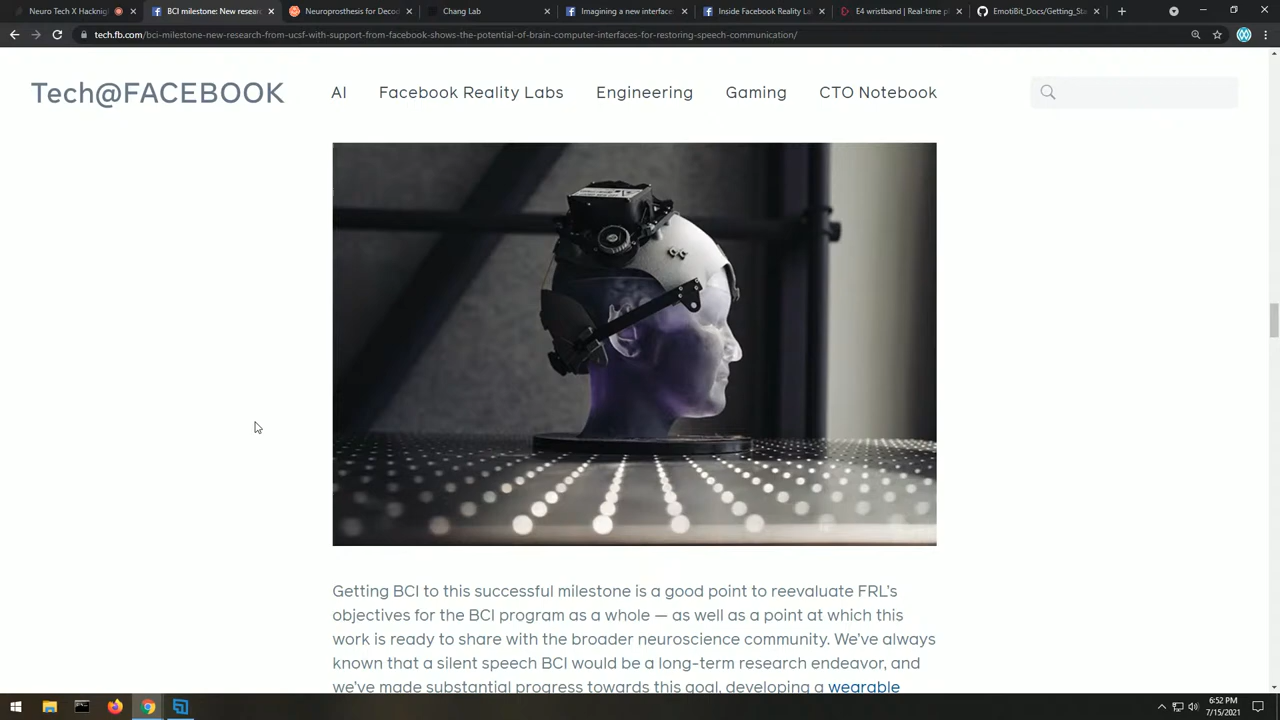 Neuro Tech X Hacknigh
BCI milestone: New resear
Neuroprosthesis for Decod
Chang Lab
Imagining a new interface
Inside Facebook Reality La
E4 wristband | Real-time p
EmotiBit_Docs/Getting_Sta
tech.fb.com/bci-milestone-new-research-from-ucsf-with-support-from-facebook-shows-the-potential-of-brain-computer-interfaces-for-restoring-speech-communication/
Tech@FACEBOOK
AI
Facebook Reality Labs
Engineering
Gaming
CTO Notebook
Getting BCI to this successful milestone is a good point to reevaluate FRL's
objectives for the BCI program as a whole — as well as a point at which this
work is ready to share with the broader neuroscience community. We've always
known that a silent speech BCI would be a long-term research endeavor, and
we've made substantial progress towards this goal, developing a wearable
6:52 PM
7/15/2021